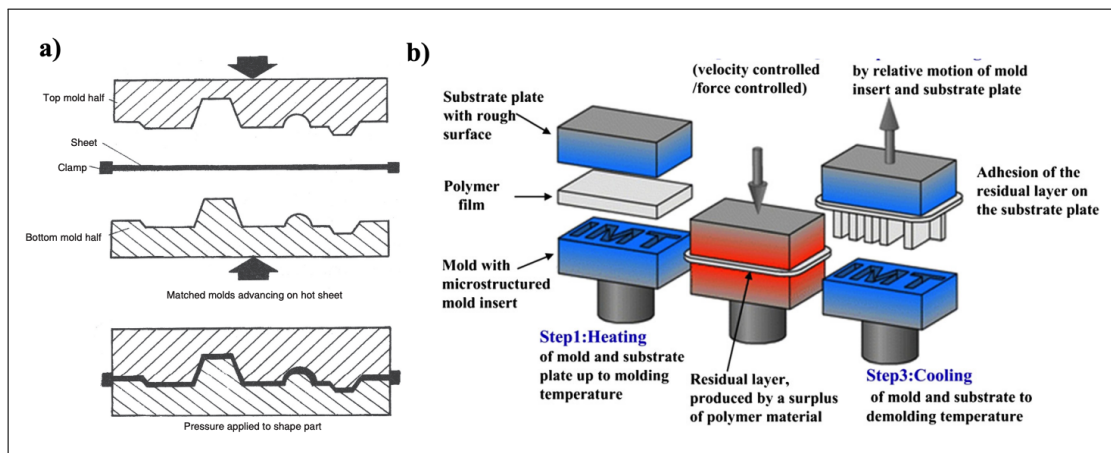 a)
Top mold half
Sheet
Clamp
Bottom mold half
Matched molds advancing on hot sheet
Pressure applied to shape part
b)
(velocity controlled
/force controlled)
by relative motion of mold
insert and substrate plate
Substrate plate
with rough
surface
Polymer
film
Mold with
microstructured
mold insert
IMT
IMT
Adhesion of the
residual layer on
the substrate plate
Step1:Heating
of mold and substrate
plate up to molding
temperature
Residual layer,
produced by a surplus
of polymer material
Step3:Cooling
of mold and substrate to
demolding temperature